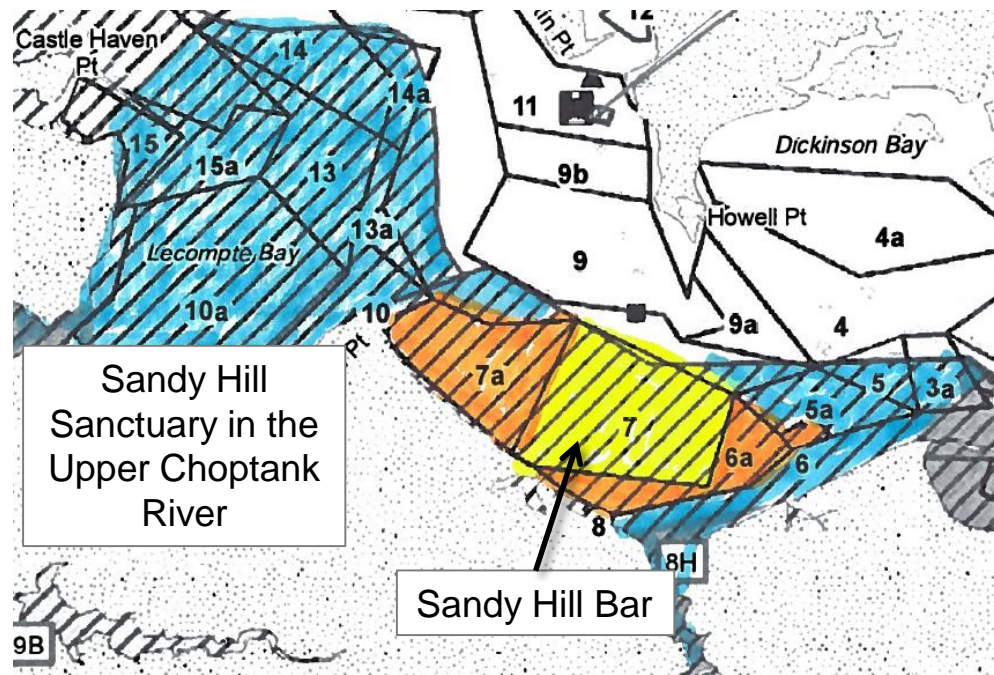 Castle Haven
Pt
14
12
14a
11
15
15a
13
9b
Dickinson Bay
Howell Pt
13a
Lecompte Bay
9
4a
10a
10
9a
4
Pt
7a
5
3a
5a
7
6a
6
8
8H
Sandy Hill
Sanctuary in the
Upper Choptank
River
Sandy Hill Bar
9B